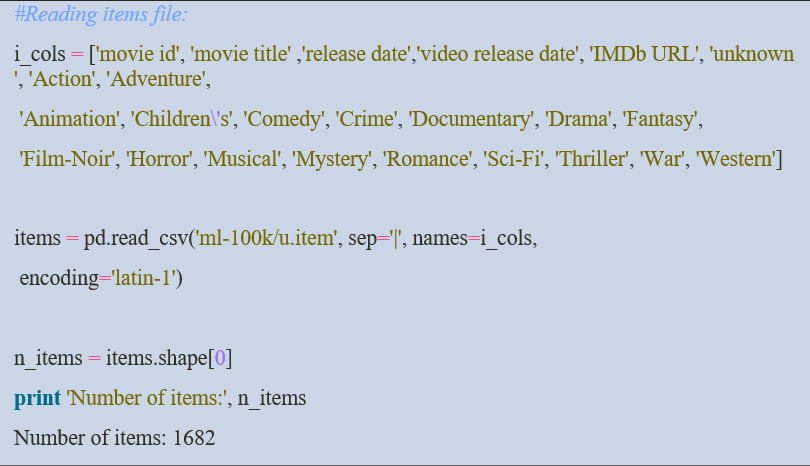 #Reading items file:
i_cols = ['movie id', 'movie title' ,'release date','video release date', 'IMDb URL', 'unknown
', 'Action', 'Adventure',
'Animation', 'Children\'s', 'Comedy', 'Crime', 'Documentary', 'Drama', 'Fantasy',
'Film-Noir', 'Horror', 'Musical', 'Mystery', 'Romance', 'Sci-Fi', 'Thriller', 'War', 'Western']
items = pd.read_csv('ml-100k/u.item', sep='|', names=i_cols,
encoding='latin-1')
n_items = items.shape[0]
print 'Number of items:', n_items
Number of items: 1682